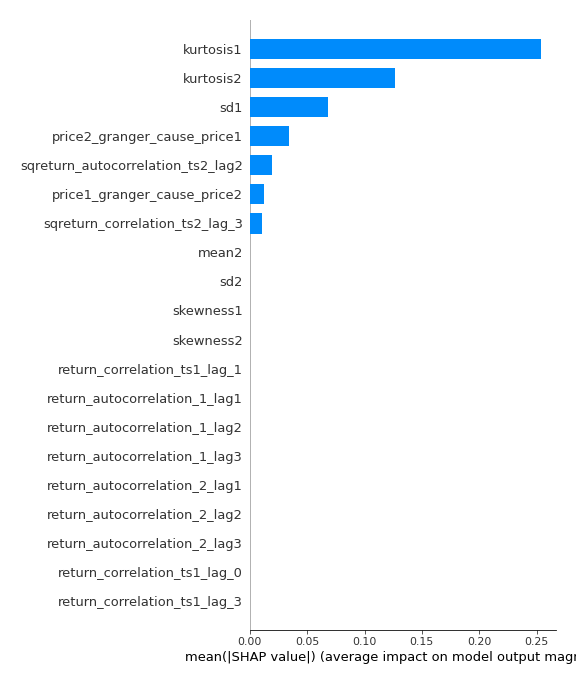 kurtosis1
kurtosis2
sd1
price2_granger_cause_price1
sqreturn_autocorrelation_ts2_lag2
price1_granger_cause_price2
sqreturn_correlation_ts2_lag_3
mean2
sd2
skewness1
skewness2
return_correlation_ts1_lag_1
return_autocorrelation_1_lag1
return_autocorrelation_1_lag2
return_autocorrelation_1_lag3
return_autocorrelation_2_lag1
return_autocorrelation_2_lag2
return_autocorrelation_2_lag3
return_correlation_ts1_lag_0
return_correlation_ts1_lag_3
0.00 0.05 0.10 0.15 0.20 0.25
mean(|SHAP value|) (average impact on model output magn